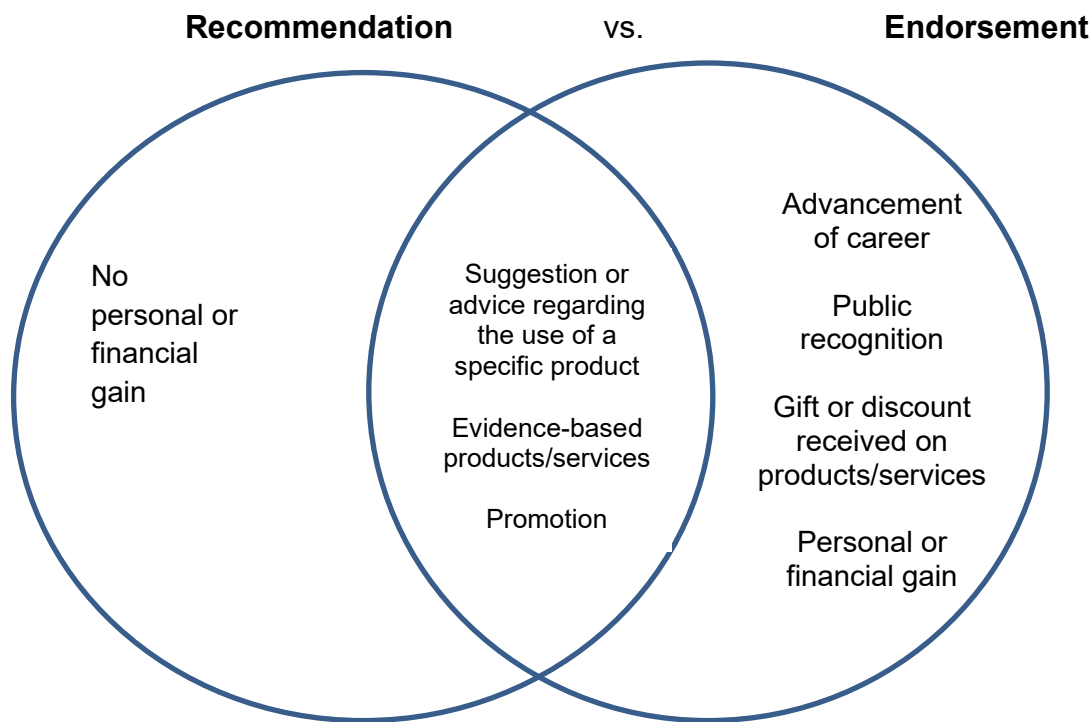 Recommendation vs. Endorsement
No
personal or
financial
gain
Suggestion or
advice regarding
the use of a
specific product
Evidence-based
products/services
Promotion
Advancement
of career
Public
recognition
Gift or discount
received on
products/services
Personal or
financial gain